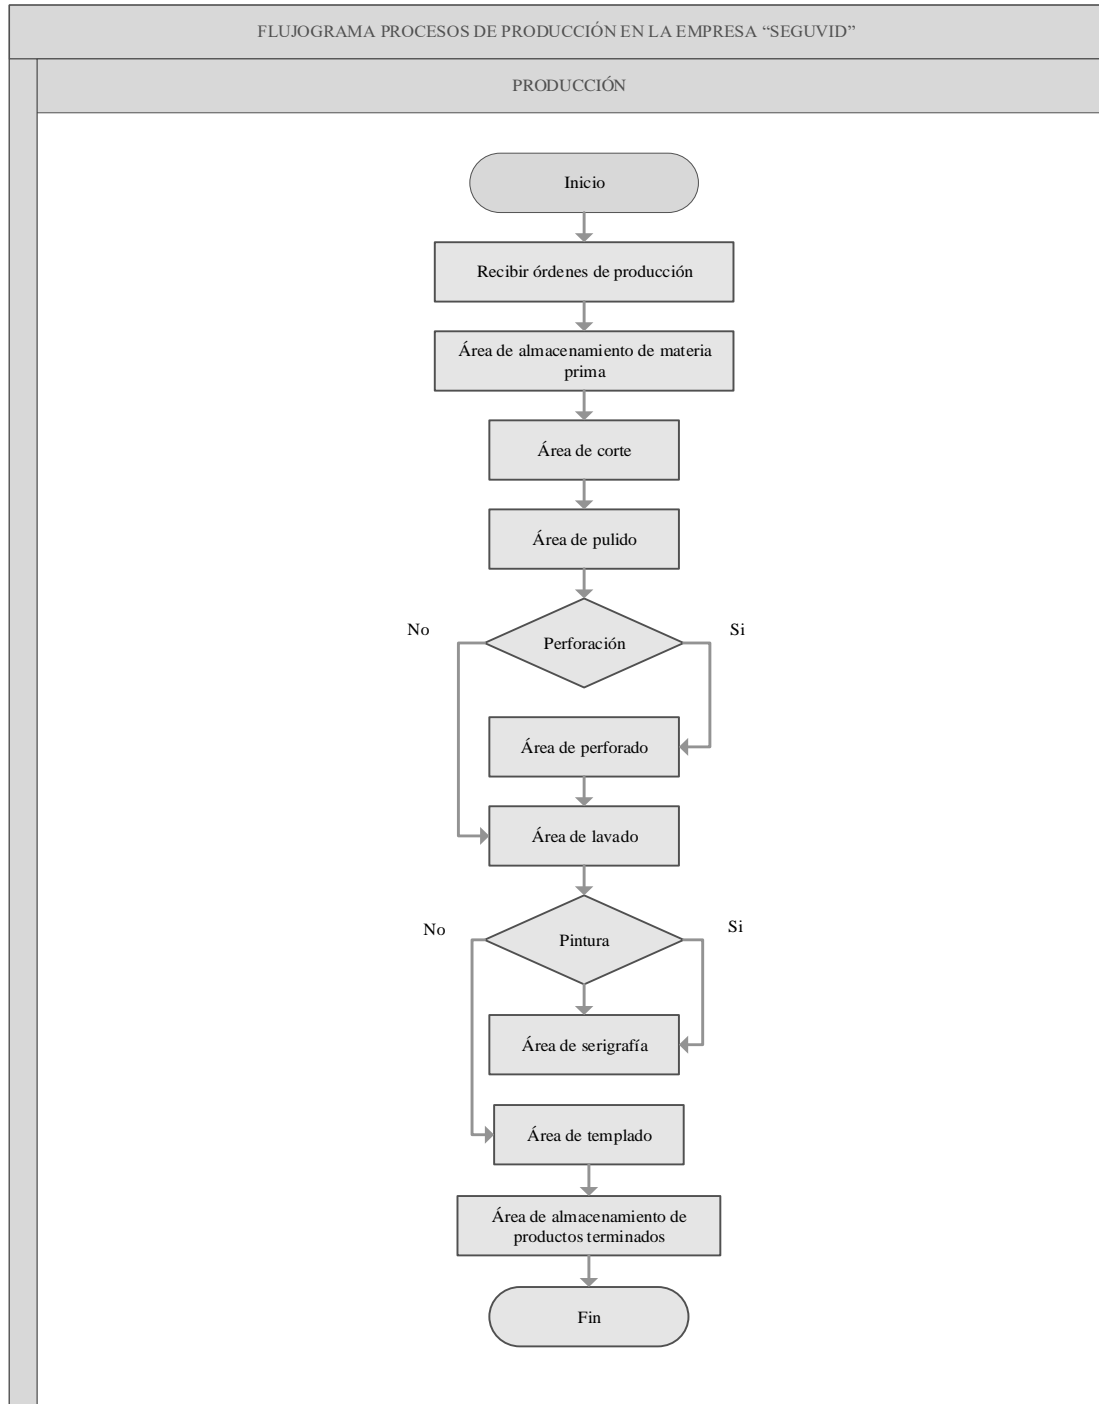 FLUJOGRAMA PROCESOS DE PRODUCCIÓN EN LA EMPRESA “SEGUVID”
PRODUCCIÓN
Inicio
Recibir órdenes de producción
Área de almacenamiento de materia
prima
Área de corte
Área de pulido
No
Perforación
Si
Área de perforado
Área de lavado
No
Pintura
Si
Área de serigrafía
Área de templado
Área de almacenamiento de
productos terminados
Fin